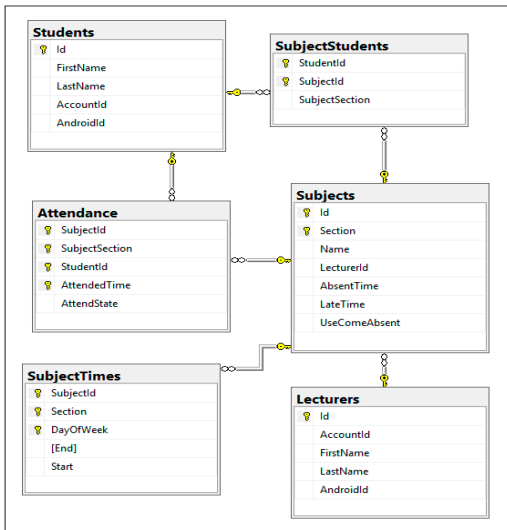 Students
Id
FirstName
LastName
AccountId
AndroidId
SubjectStudents
StudentId
SubjectId
SubjectSection
Attendance
SubjectId
SubjectSection
StudentId
AttendedTime
AttendState
Subjects
Id
Section
Name
LecturerId
AbsentTime
LateTime
UseComeAbsent
SubjectTimes
SubjectId
Section
DayOfWeek
[End]
Start
Lecturers
Id
AccountId
FirstName
LastName
AndroidId